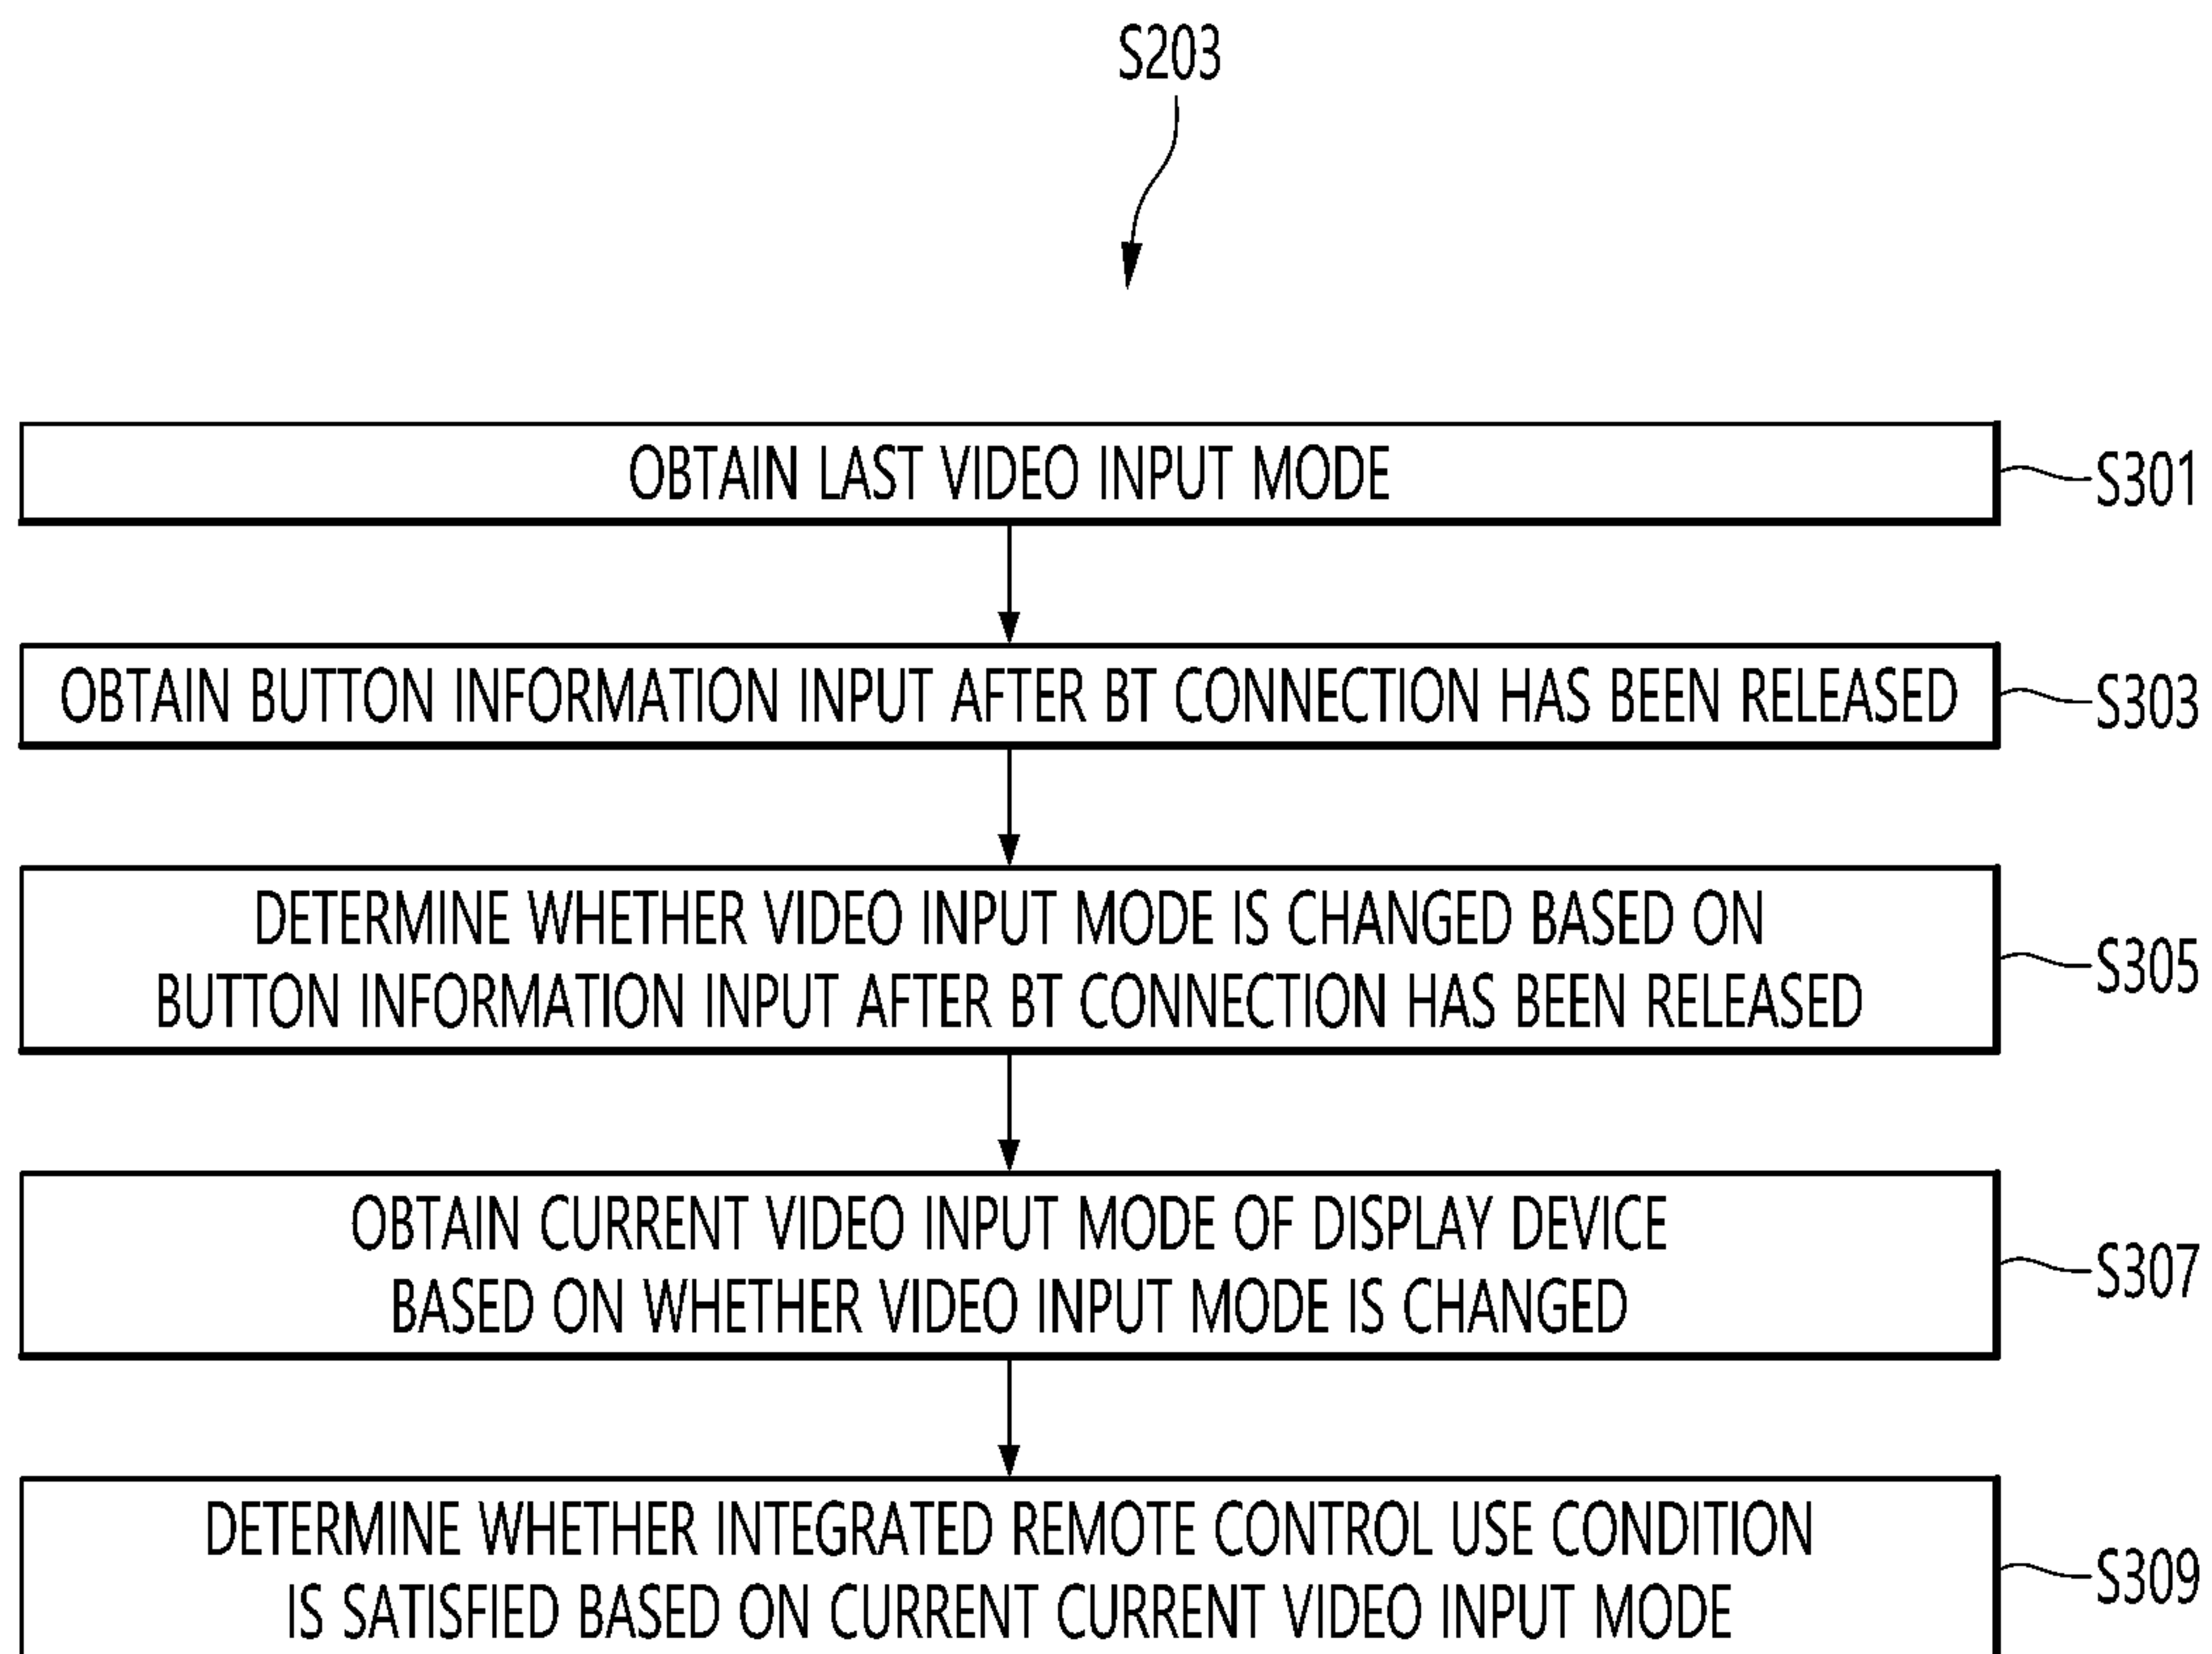 S203
OBTAIN LAST VIDEO INPUT MODE
S301
OBTAIN BUTTON INFORMATION INPUT AFTER BT CONNECTION HAS BEEN RELEASED
S303
DETERMINE WHETHER VIDEO INPUT MODE IS CHANGED BASED ON
BUTTON INFORMATION INPUT AFTER BT CONNECTION HAS BEEN RELEASED
S305
OBTAIN CURRENT VIDEO INPUT MODE OF DISPLAY DEVICE
BASED ON WHETHER VIDEO INPUT MODE IS CHANGED
S307
DETERMINE WHETHER INTEGRATED REMOTE CONTROL USE CONDITION
IS SATISFIED BASED ON CURRENT CURRENT VIDEO INPUT MODE
S309